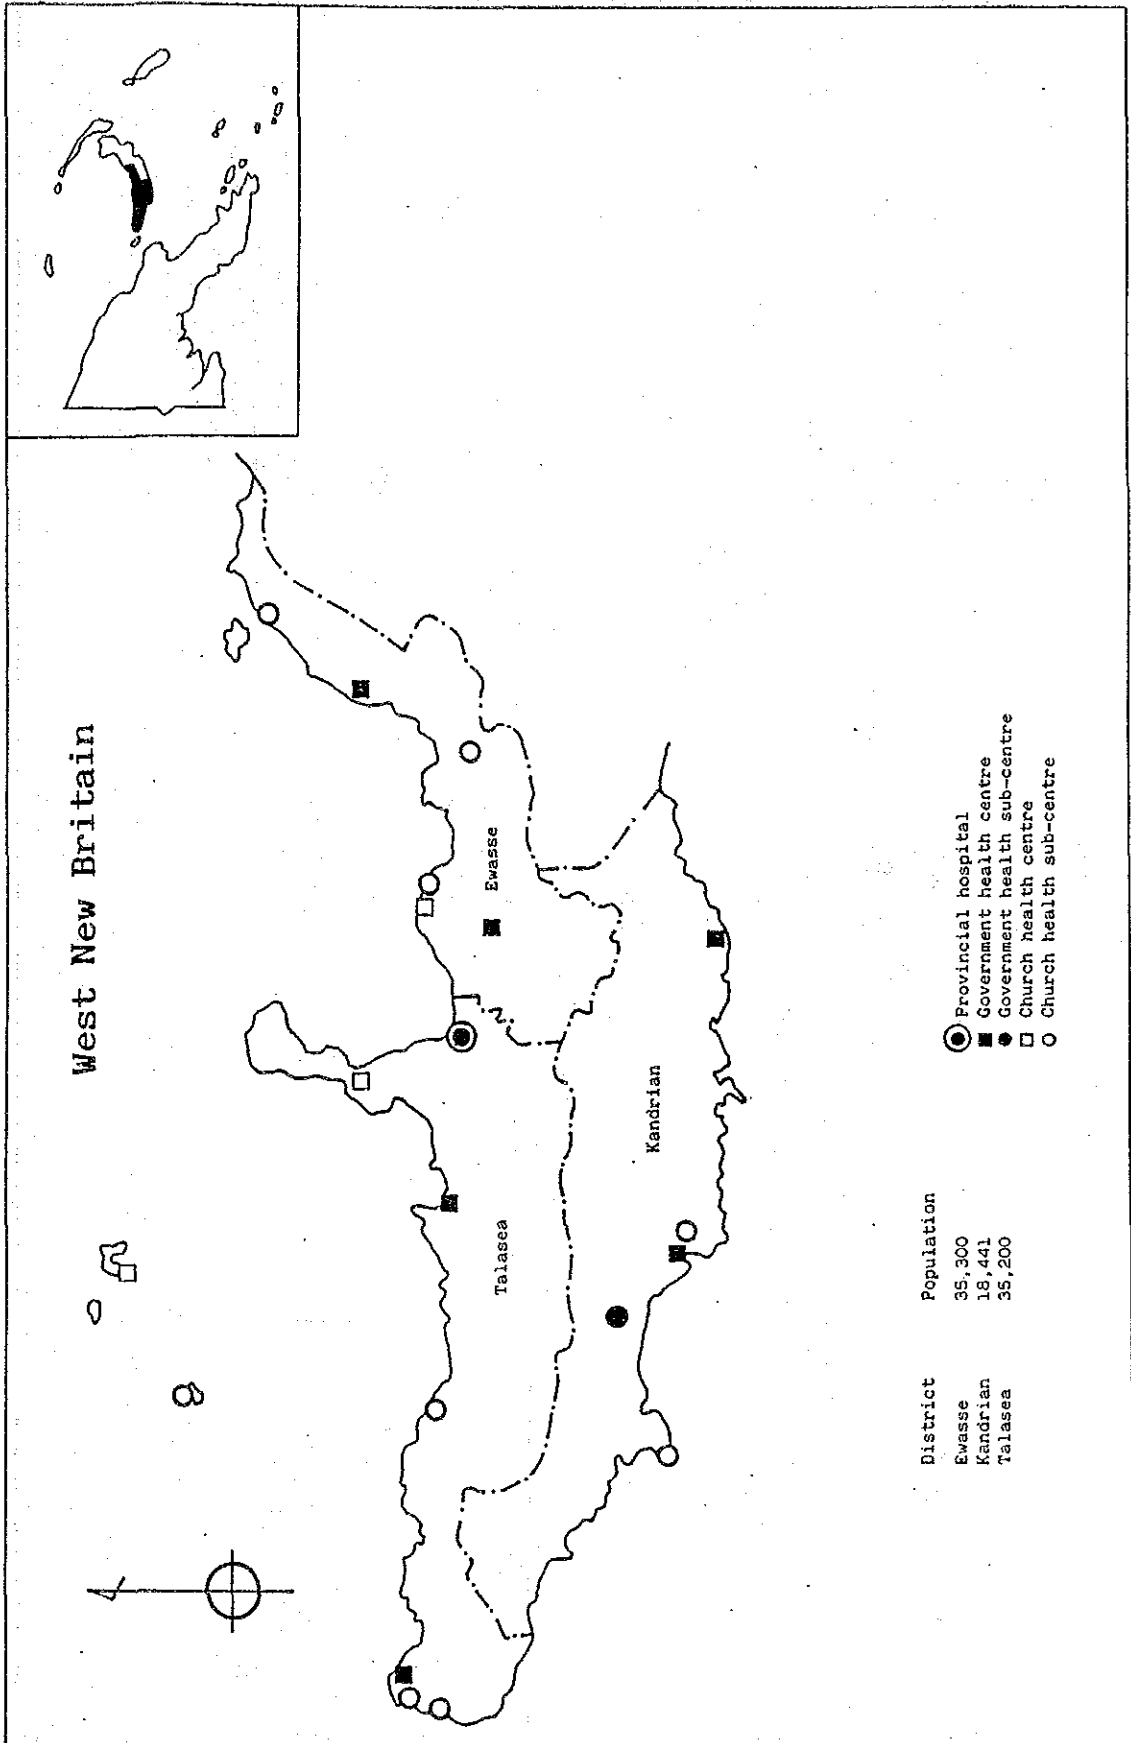 West New Britain
Ewasse
Talasea
Kandrian
District Population
Ewasse 35,300
Kandrian 18,441
Talasea 35,200
Provincial hospital
Government health centre
Government health sub-centre
Church health centre
Church health sub-centre